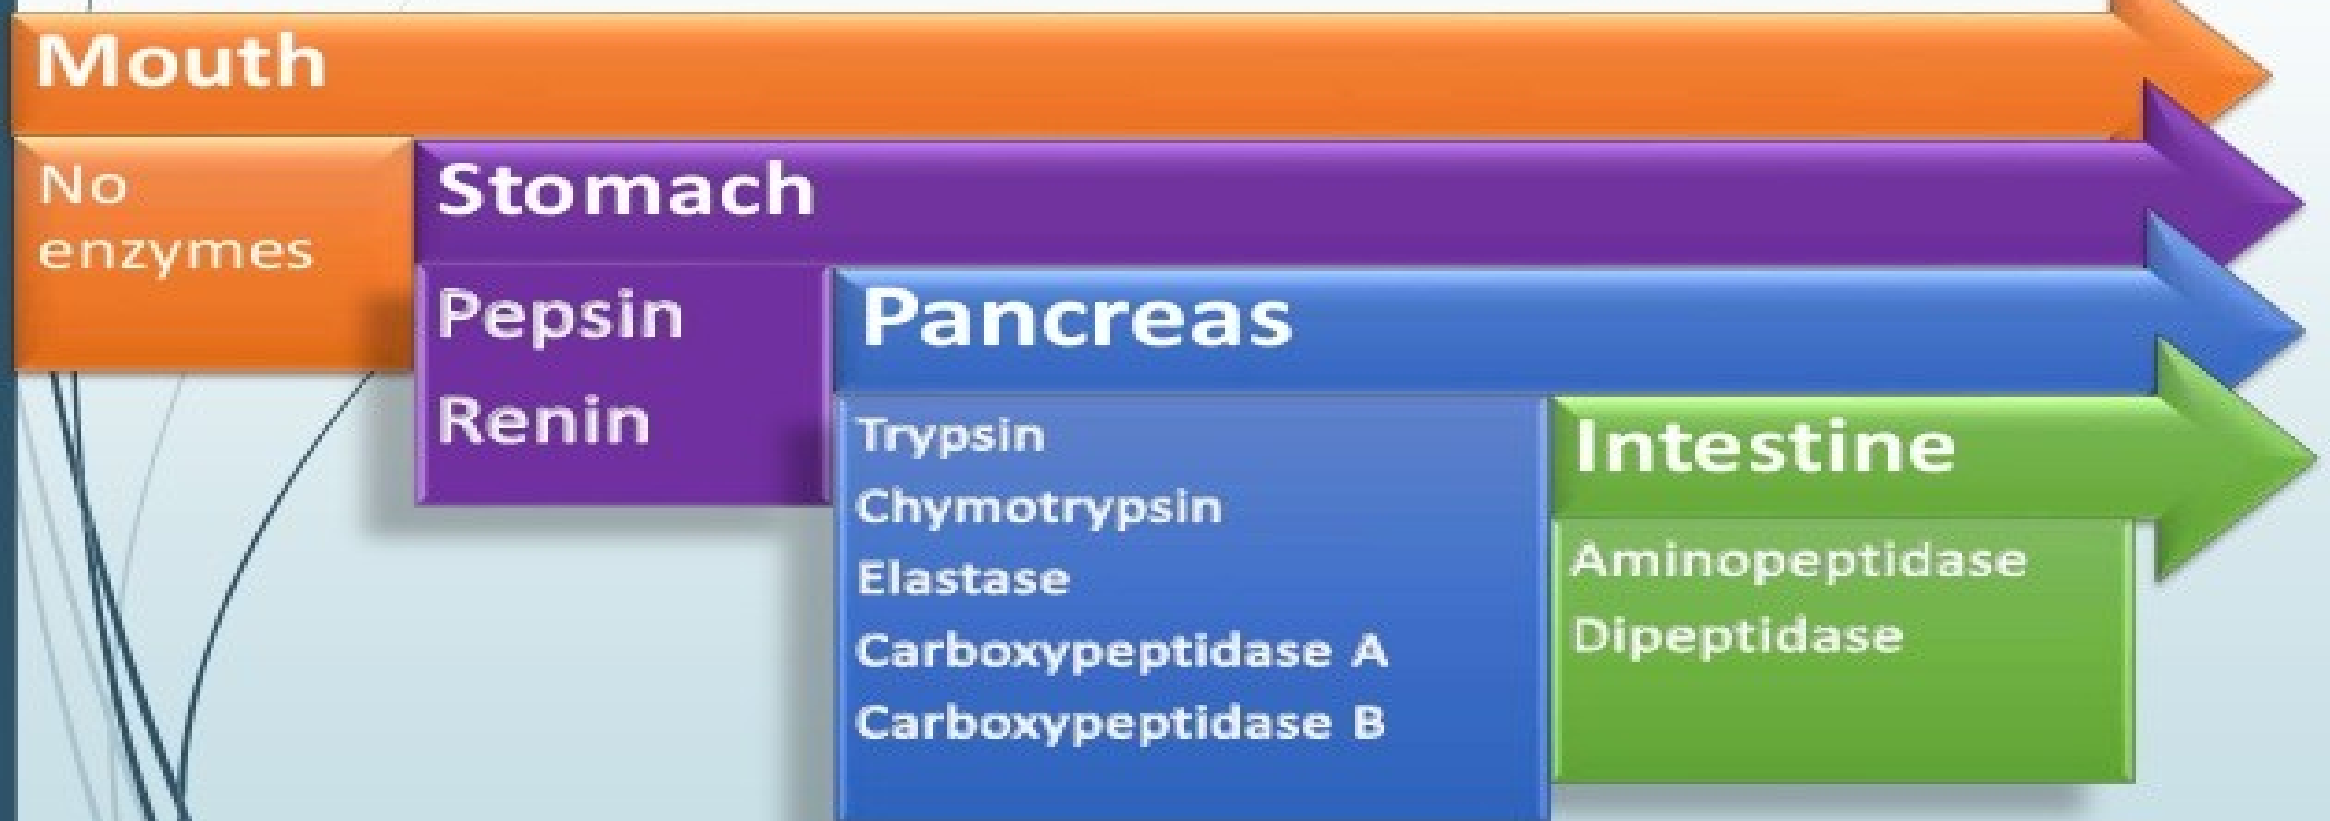 Mouth
No
enzymes
Stomach
Pepsin
Renin
Pancreas
Trypsin
Chymotrypsin
Elastase
Carboxypeptidase A
Carboxypeptidase B
Intestine
Aminopeptidase
Dipeptidase